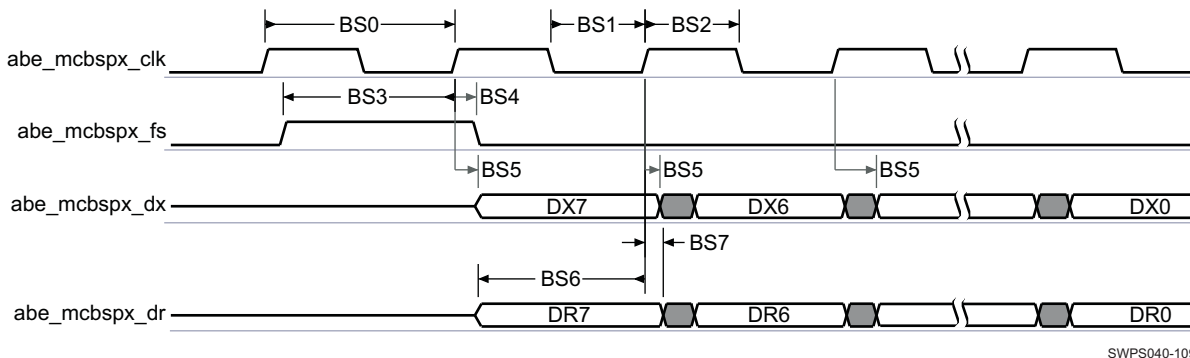 BS0 BS1 BS2
abe_mcbspx_clk
BS3 BS4
abe_mcbspx_fs
BS5 BS5 BS5
abe_mcbspx_dx DX7 DX6 DX0
BS7
BS6
abe_mcbspx_dr DR7 DR6 DR0